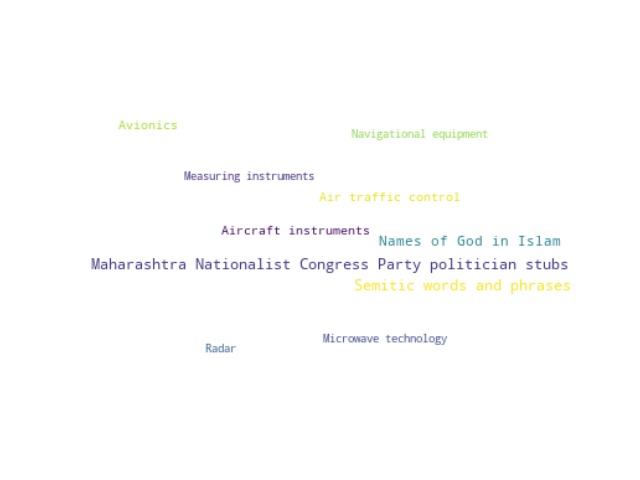 Avionics
Navigational equipment
Measuring instruments
Air traffic control
Aircraft instruments
Names of God in Islam
Maharashtra Nationalist Congress Party politician stubs
Semitic words and phrases
Microwave technology
Radar